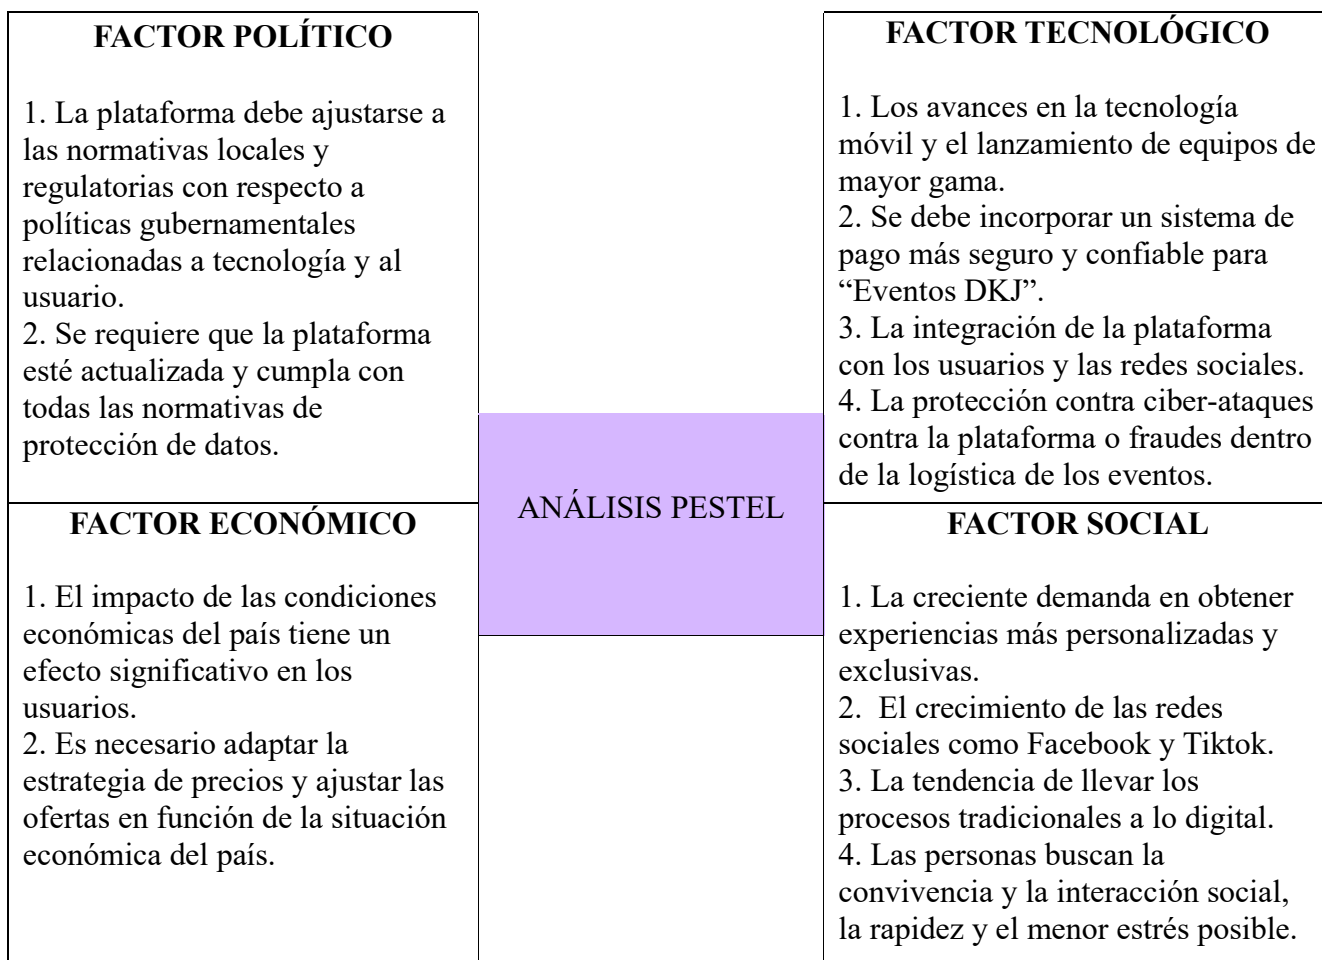 FACTOR POLÍTICO
1. La plataforma debe ajustarse a
las normativas locales y
regulatorias con respecto a
políticas gubernamentales
relacionadas a tecnología y al
usuario.
2. Se requiere que la plataforma
esté actualizada y cumpla con
todas las normativas de
protección de datos.
FACTOR TECNOLÓGICO
1. Los avances en la tecnología
móvil y el lanzamiento de equipos de
mayor gama.
2. Se debe incorporar un sistema de
pago más seguro y confiable para
“Eventos DKJ”.
3. La integración de la plataforma
con los usuarios y las redes sociales.
4. La protección contra ciber-ataques
contra la plataforma o fraudes dentro
de la logística de los eventos.
ANÁLISIS PESTEL
FACTOR ECONÓMICO
1. El impacto de las condiciones
económicas del país tiene un
efecto significativo en los
usuarios.
2. Es necesario adaptar la
estrategia de precios y ajustar las
ofertas en función de la situación
económica del país.
FACTOR SOCIAL
1. La creciente demanda en obtener
experiencias más personalizadas y
exclusivas.
2.  El crecimiento de las redes
sociales como Facebook y Tiktok.
3. La tendencia de llevar los
procesos tradicionales a lo digital.
4. Las personas buscan la
convivencia y la interacción social,
la rapidez y el menor estrés posible.